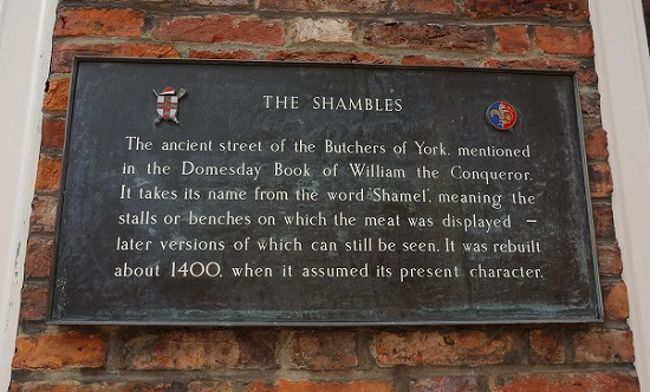 THE SHAMBLES
The ancient street of the Butchers of York, mentioned
in the Domesday Book of William the Conqueror.
It takes its name from the word 'Shamel', meaning the
stalls or benches on which the meat was displayed –
later versions of which can still be seen. It was rebuilt
about 1400, when it assumed its present character.